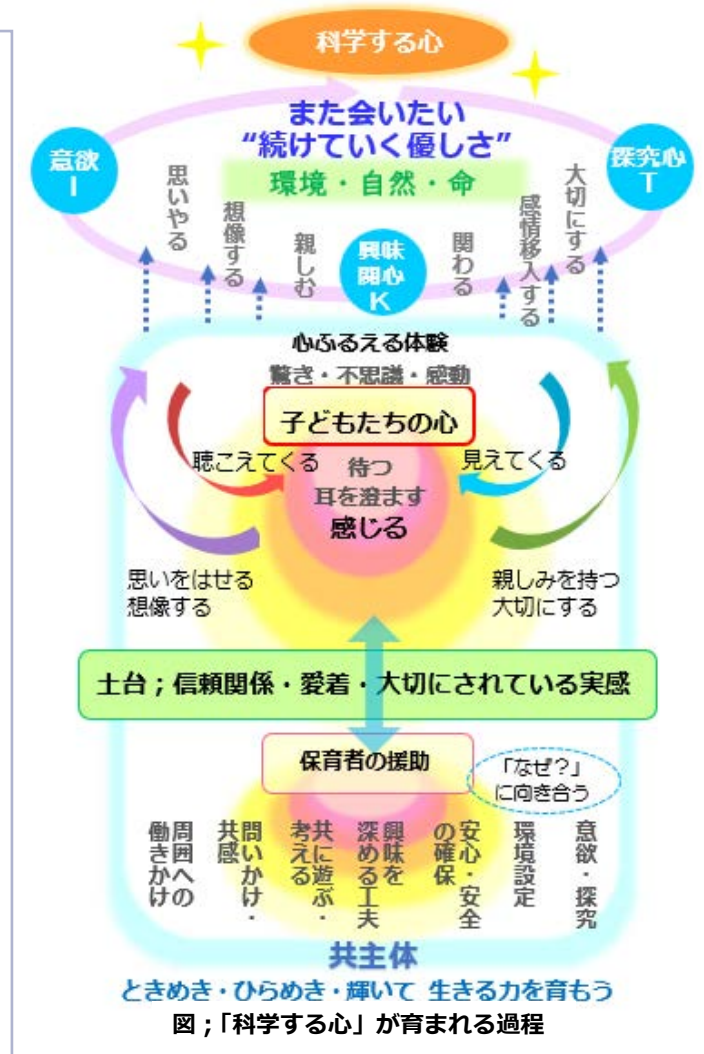 科学する心
また会いたい
“続けていく優しさ”
環境・自然・命
意欲
I
探究心
T
興味
関心
K
思いやる
想像する
親しむ
関わる
感情移入する
大切にする
心ふるえる体験
驚き・不思議・感動
子どもたちの心
聴こえてくる
見えてくる
待つ
耳を澄ます
感じる
思いをはせる
想像する
親しみを持つ
大切にする
土台；信頼関係・愛着・大切にされている実感
保育者の援助
「なぜ？」
に向き合う
周囲への
働きかけ
問いかけ・
共感
共に遊ぶ・
考える
興味を
深める工夫
安心・安全
の確保
環境設定
意欲・探究
共主体
ときめき・ひらめき・輝いて 生きる力を育もう
図；「科学する心」が育まれる過程